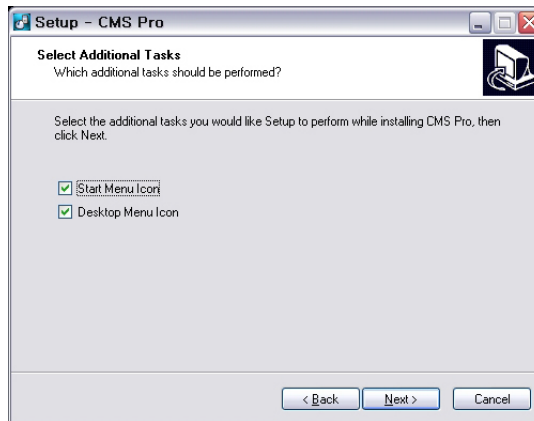 Setup - CMS Pro
Select Additional Tasks
Which additional tasks should be performed?
Select the additional tasks you would like Setup to perform while installing CMS Pro, then
click Next.
Start Menu Icon
Desktop Menu Icon
< Back
Next >
Cancel